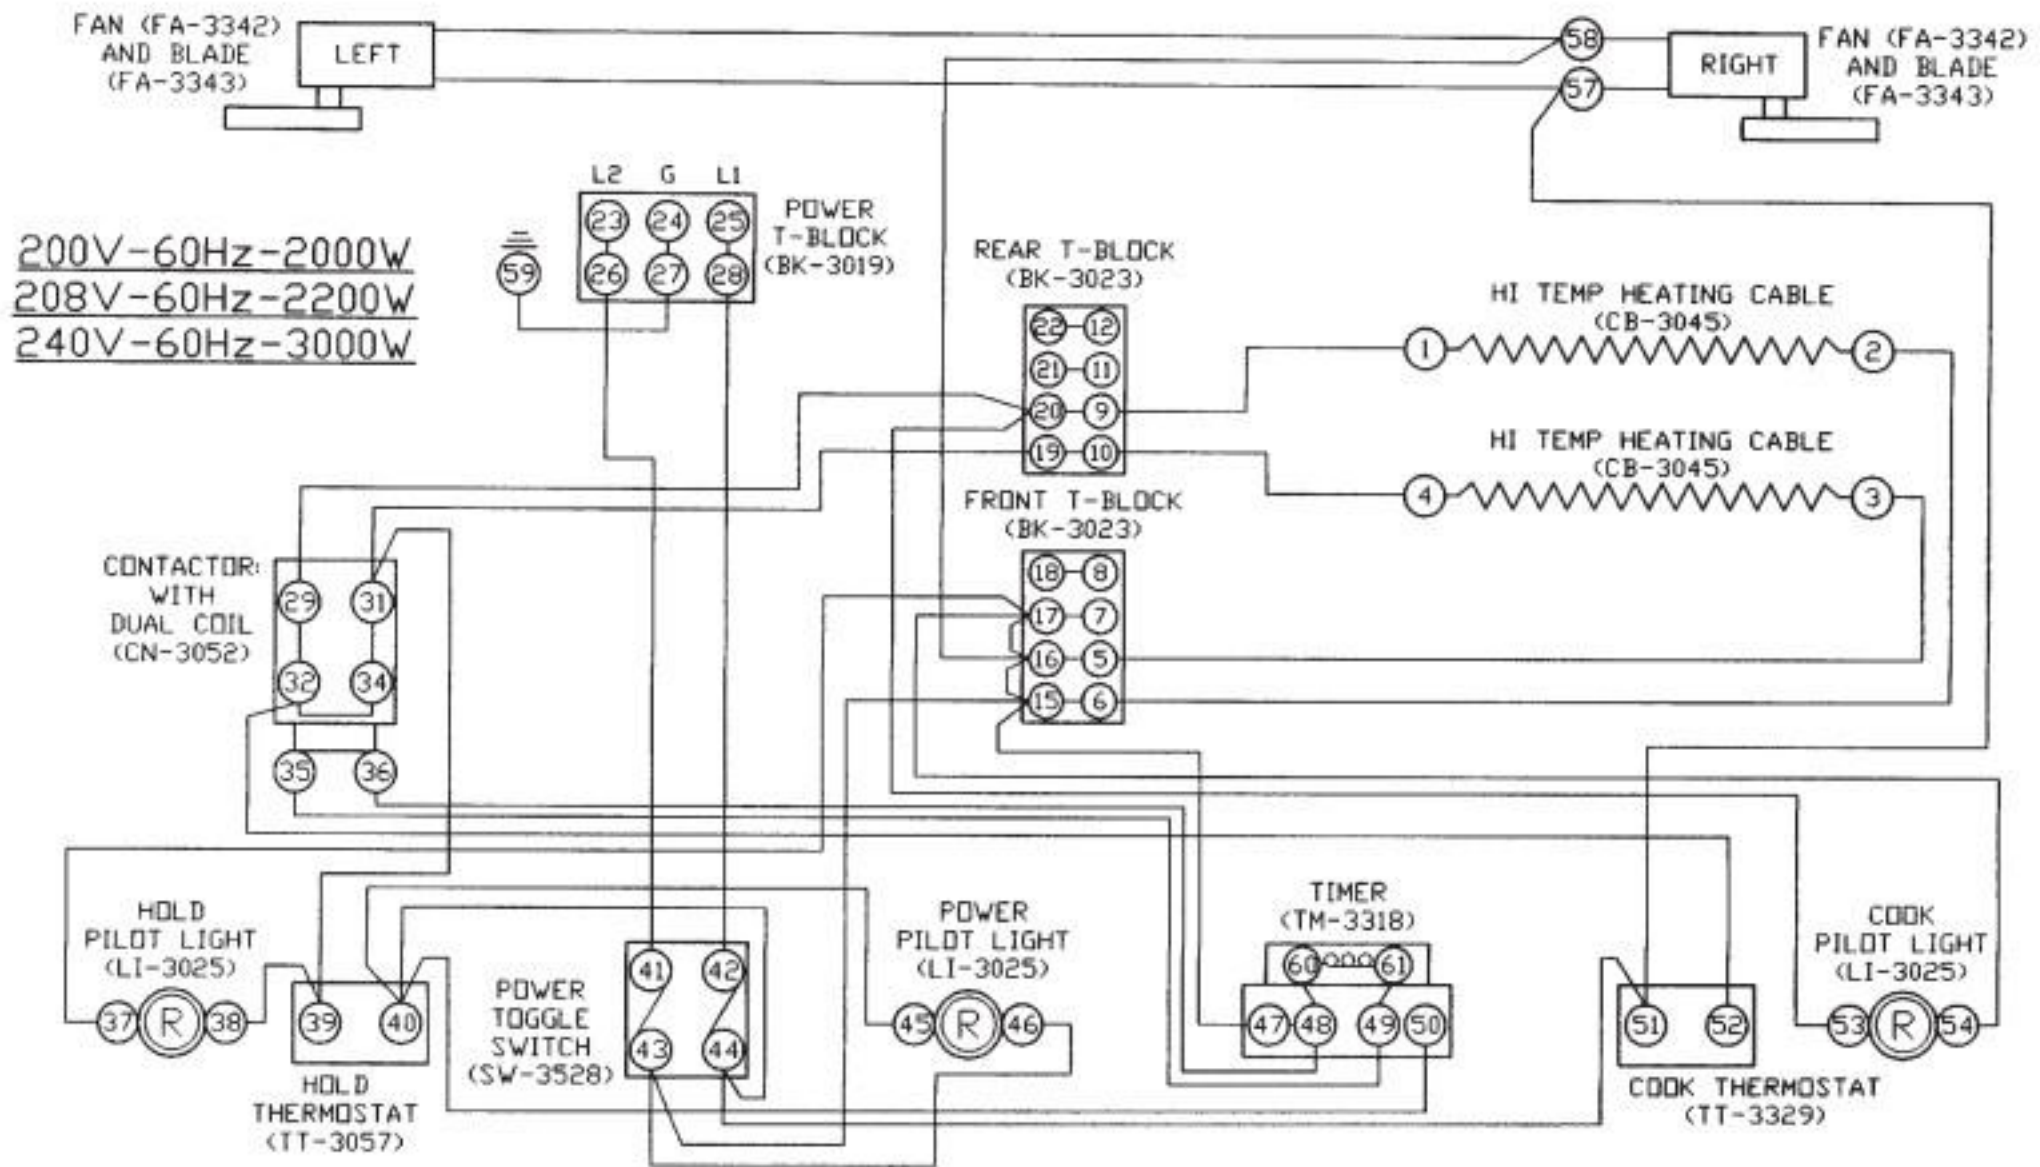 FAN (FA-3342)
AND BLADE
(FA-3343)
LEFT
58
57
RIGHT
FAN (FA-3342)
AND BLADE
(FA-3343)
L2 G L1
23 24 25
26 27 28
POWER
T-BLOCK
(BK-3019)
59
200V-60Hz-2000W
208V-60Hz-2200W
240V-60Hz-3000W
REAR T-BLOCK
(BK-3023)
22 12
21 11
20 9
19 10
HI TEMP HEATING CABLE
(CB-3045)
1 2
HI TEMP HEATING CABLE
(CB-3045)
4 3
FRONT T-BLOCK
(BK-3023)
18 8
17 7
16 5
15 6
CONTACTOR:
WITH
DUAL COIL
(CN-3052)
29 31
32 34
35 36
HOLD
PILOT LIGHT
(LI-3025)
37 R 38
39 40
HOLD
THERMOSTAT
(TT-3057)
POWER
TOGGLE
SWITCH
(SW-3528)
41 42
43 44
POWER
PILOT LIGHT
(LI-3025)
45 R 46
TIMER
(TM-3318)
60 61
47 48 49 50
51 52
COOK THERMOSTAT
(TT-3329)
COOK
PILOT LIGHT
(LI-3025)
53 R 54